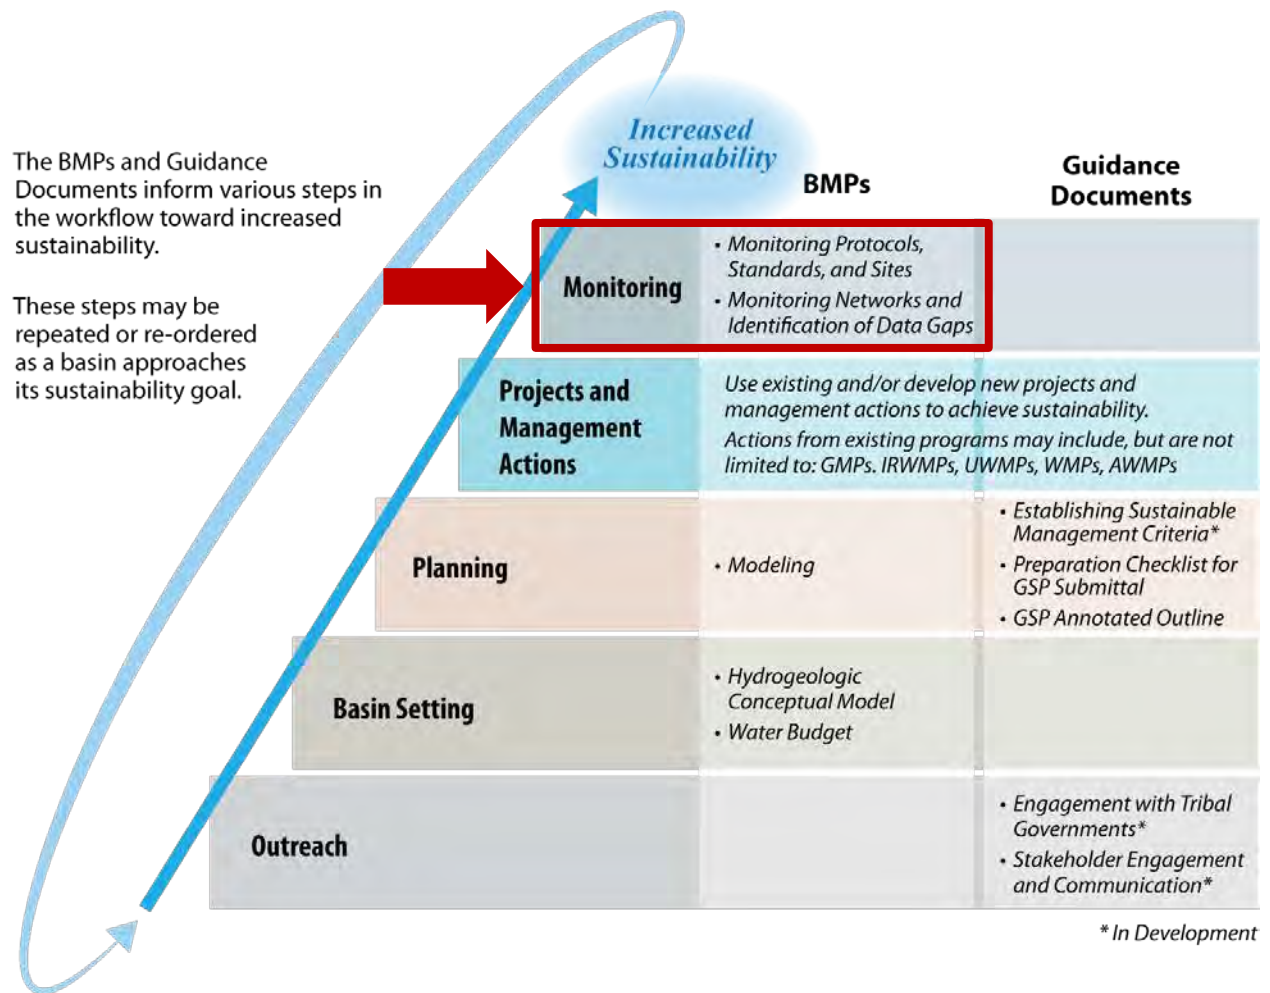 The BMPs and Guidance
Documents inform various steps in
the workflow toward increased
sustainability.
These steps may be
repeated or re-ordered
as a basin approaches
its sustainability goal.
Increased
Sustainability
BMPs
Guidance
Documents
Monitoring
• Monitoring Protocols,
Standards, and Sites
• Monitoring Networks and
Identification of Data Gaps
Projects and
Management
Actions
Use existing and/or develop new projects and
management actions to achieve sustainability.
Actions from existing programs may include, but are not
limited to: GMPs. IRWMPs, UWMPs, WMPs, AWMPs
Planning
• Modeling
• Establishing Sustainable
Management Criteria*
• Preparation Checklist for
GSP Submittal
• GSP Annotated Outline
Basin Setting
• Hydrogeologic
Conceptual Model
• Water Budget
Outreach
• Engagement with Tribal
Governments*
• Stakeholder Engagement
and Communication*
* In Development